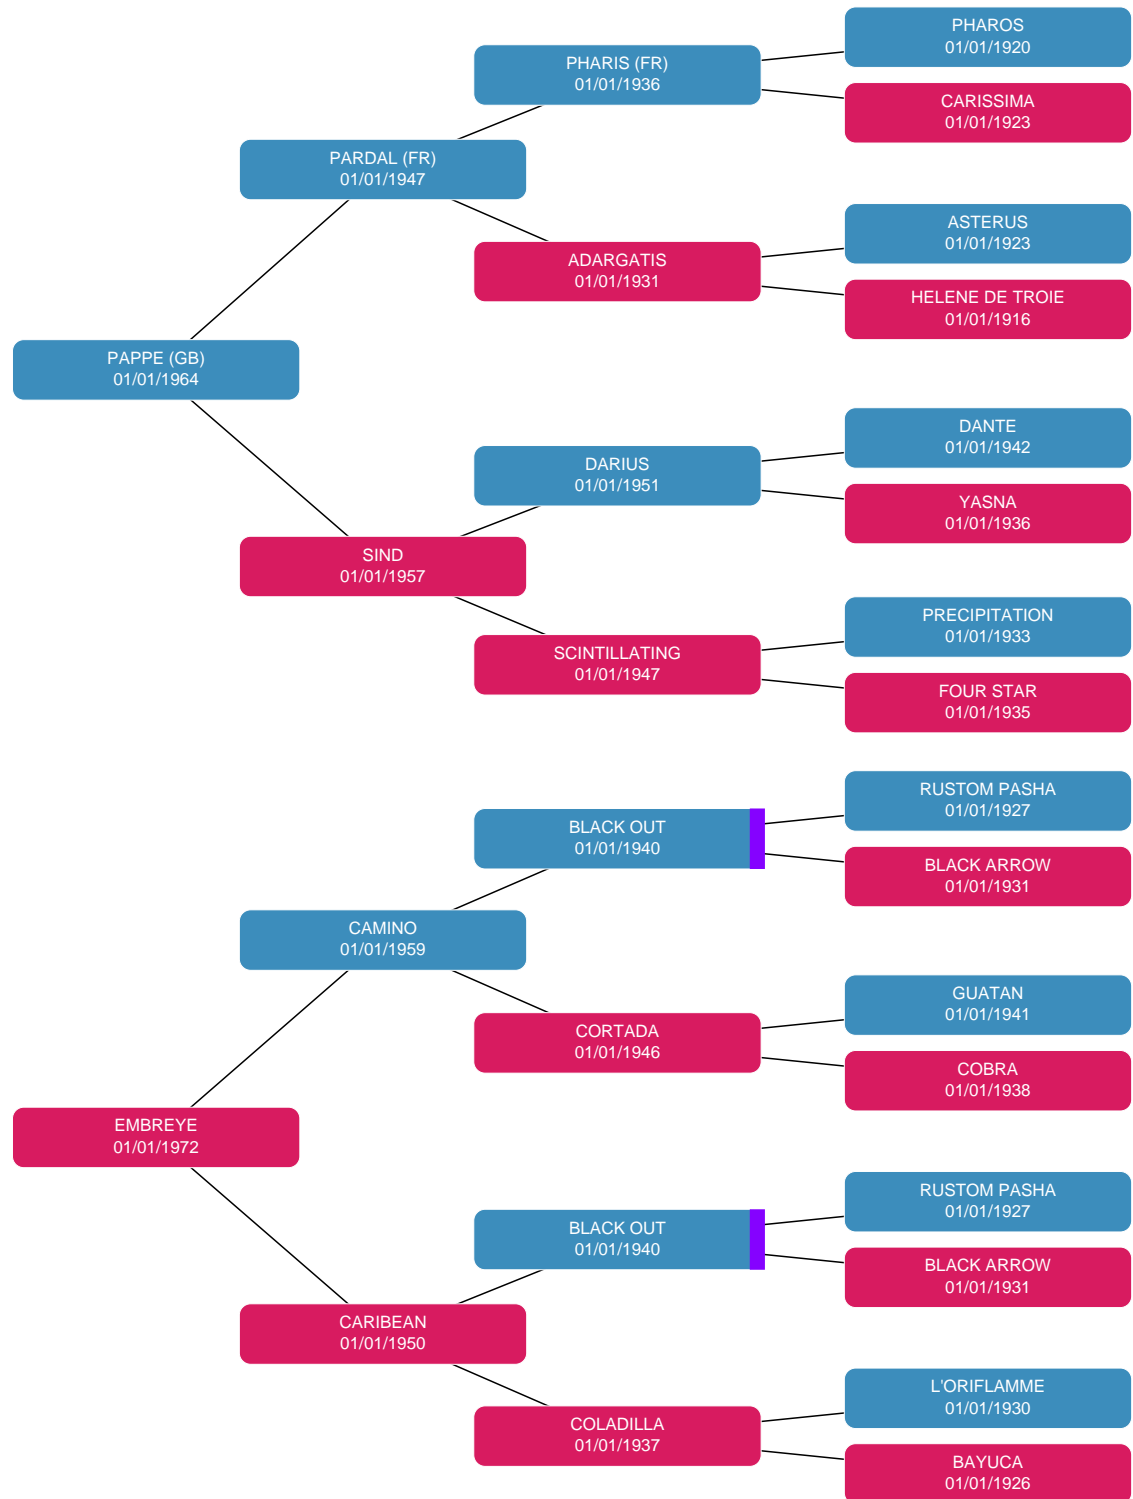 PHAROS
01/01/1920
PHARIS (FR)
01/01/1936
CARISSIMA
01/01/1923
PARDAL (FR)
01/01/1947
ASTERUS
01/01/1923
ADARGATIS
01/01/1931
HELENE DE TROIE
01/01/1916
PAPPE (GB)
01/01/1964
DANTE
01/01/1942
DARIUS
01/01/1951
YASNA
01/01/1936
SIND
01/01/1957
PRECIPITATION
01/01/1933
SCINTILLATING
01/01/1947
FOUR STAR
01/01/1935
RUSTOM PASHA
01/01/1927
BLACK OUT
01/01/1940
BLACK ARROW
01/01/1931
CAMINO
01/01/1959
GUATAN
01/01/1941
CORTADA
01/01/1946
COBRA
01/01/1938
EMBREYE
01/01/1972
RUSTOM PASHA
01/01/1927
BLACK OUT
01/01/1940
BLACK ARROW
01/01/1931
CARIBEAN
01/01/1950
L'ORIFLAMME
01/01/1930
COLADILLA
01/01/1937
BAYUCA
01/01/1926